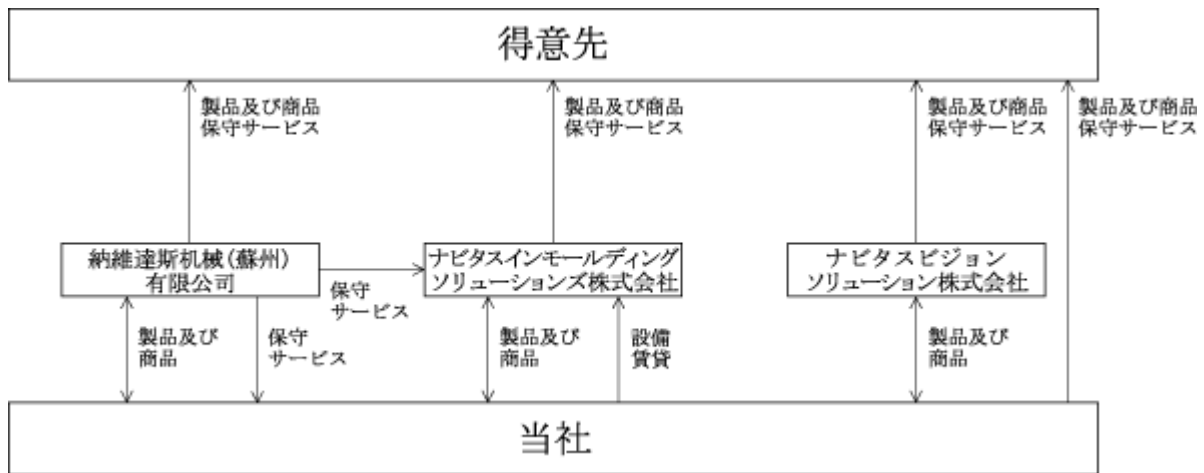 得意先
製品及び商品
保守サービス
製品及び商品
保守サービス
製品及び商品
保守サービス
製品及び商品
保守サービス
納維達斯机械(蘇州)
有限公司
保守
サービス
ナビタスインモールディング
ソリューションズ株式会社
ナビタスビジョン
ソリューション株式会社
製品及び
商品
保守
サービス
製品及び
商品
設備
賃貸
製品及び
商品
当社